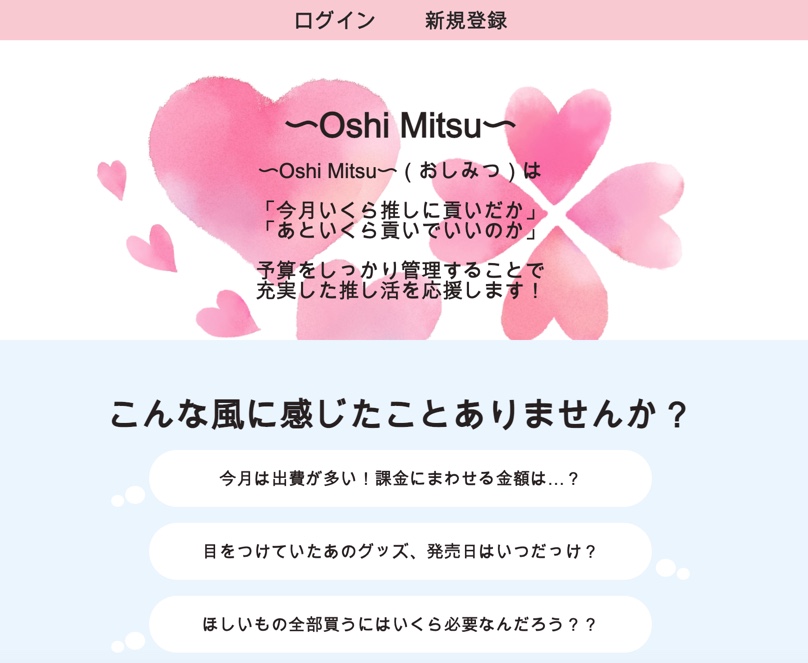 ログイン 新規登録
〜Oshi Mitsu〜
〜Oshi Mitsu〜 ( おしみつ ) は
「今月いくら推しに貢いだか」
「あといくら貢いでいいのか」
予算をしっかり管理することで
充実した推し活を応援します！
こんな風に感じたことありませんか？
今月は出費が多い！課金にまわせる金額は…？
目をつけていたあのグッズ、発売日はいつだっけ？
ほしいもの全部買うにはいくら必要なんだろう？？